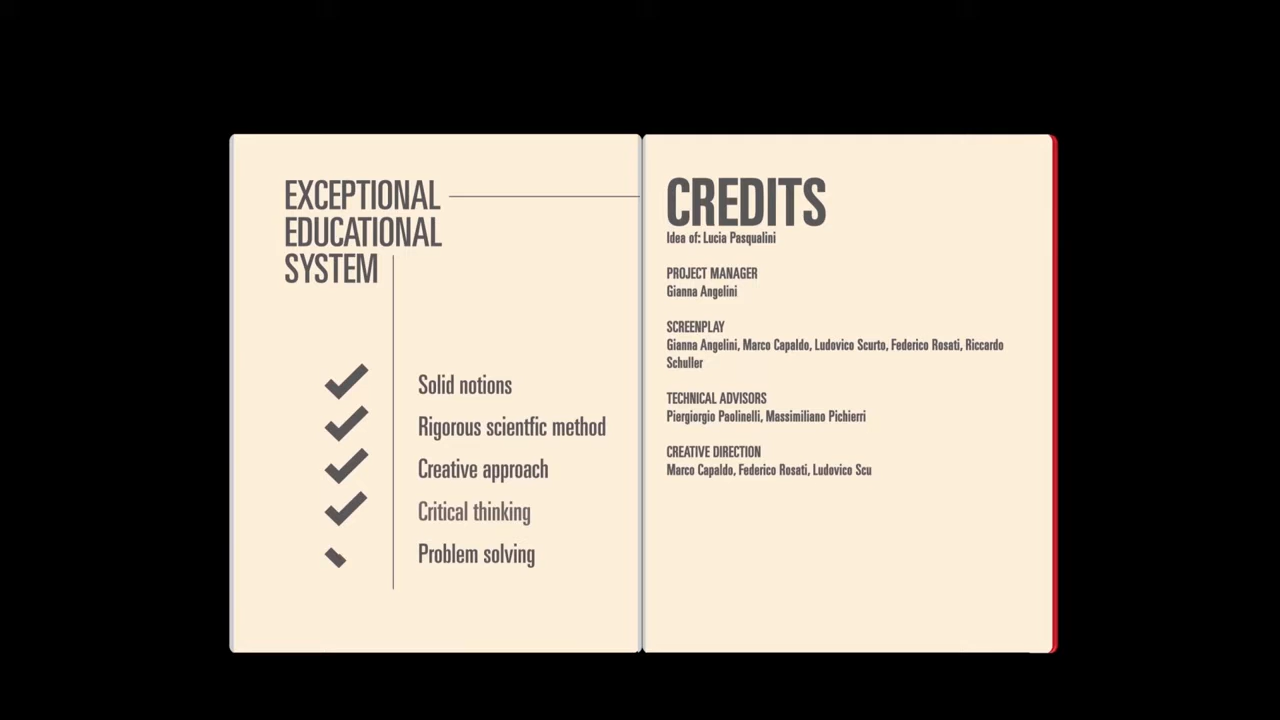 EXCEPTIONAL
EDUCATIONAL
SYSTEM
Solid notions
Rigorous scientfic method
Creative approach
Critical thinking
Problem solving
CREDITS
Idea of: Lucia Pasqualini
PROJECT MANAGER
Gianna Angelini
SCREENPLAY
Gianna Angelini, Marco Capaldo, Ludovico Scurto, Federico Rosati, Riccardo
Schuller
TECHNICAL ADVISORS
Piergiorgio Paolinelli, Massimiliano Pichierri
CREATIVE DIRECTION
Marco Capaldo, Federico Rosati, Ludovico Scu